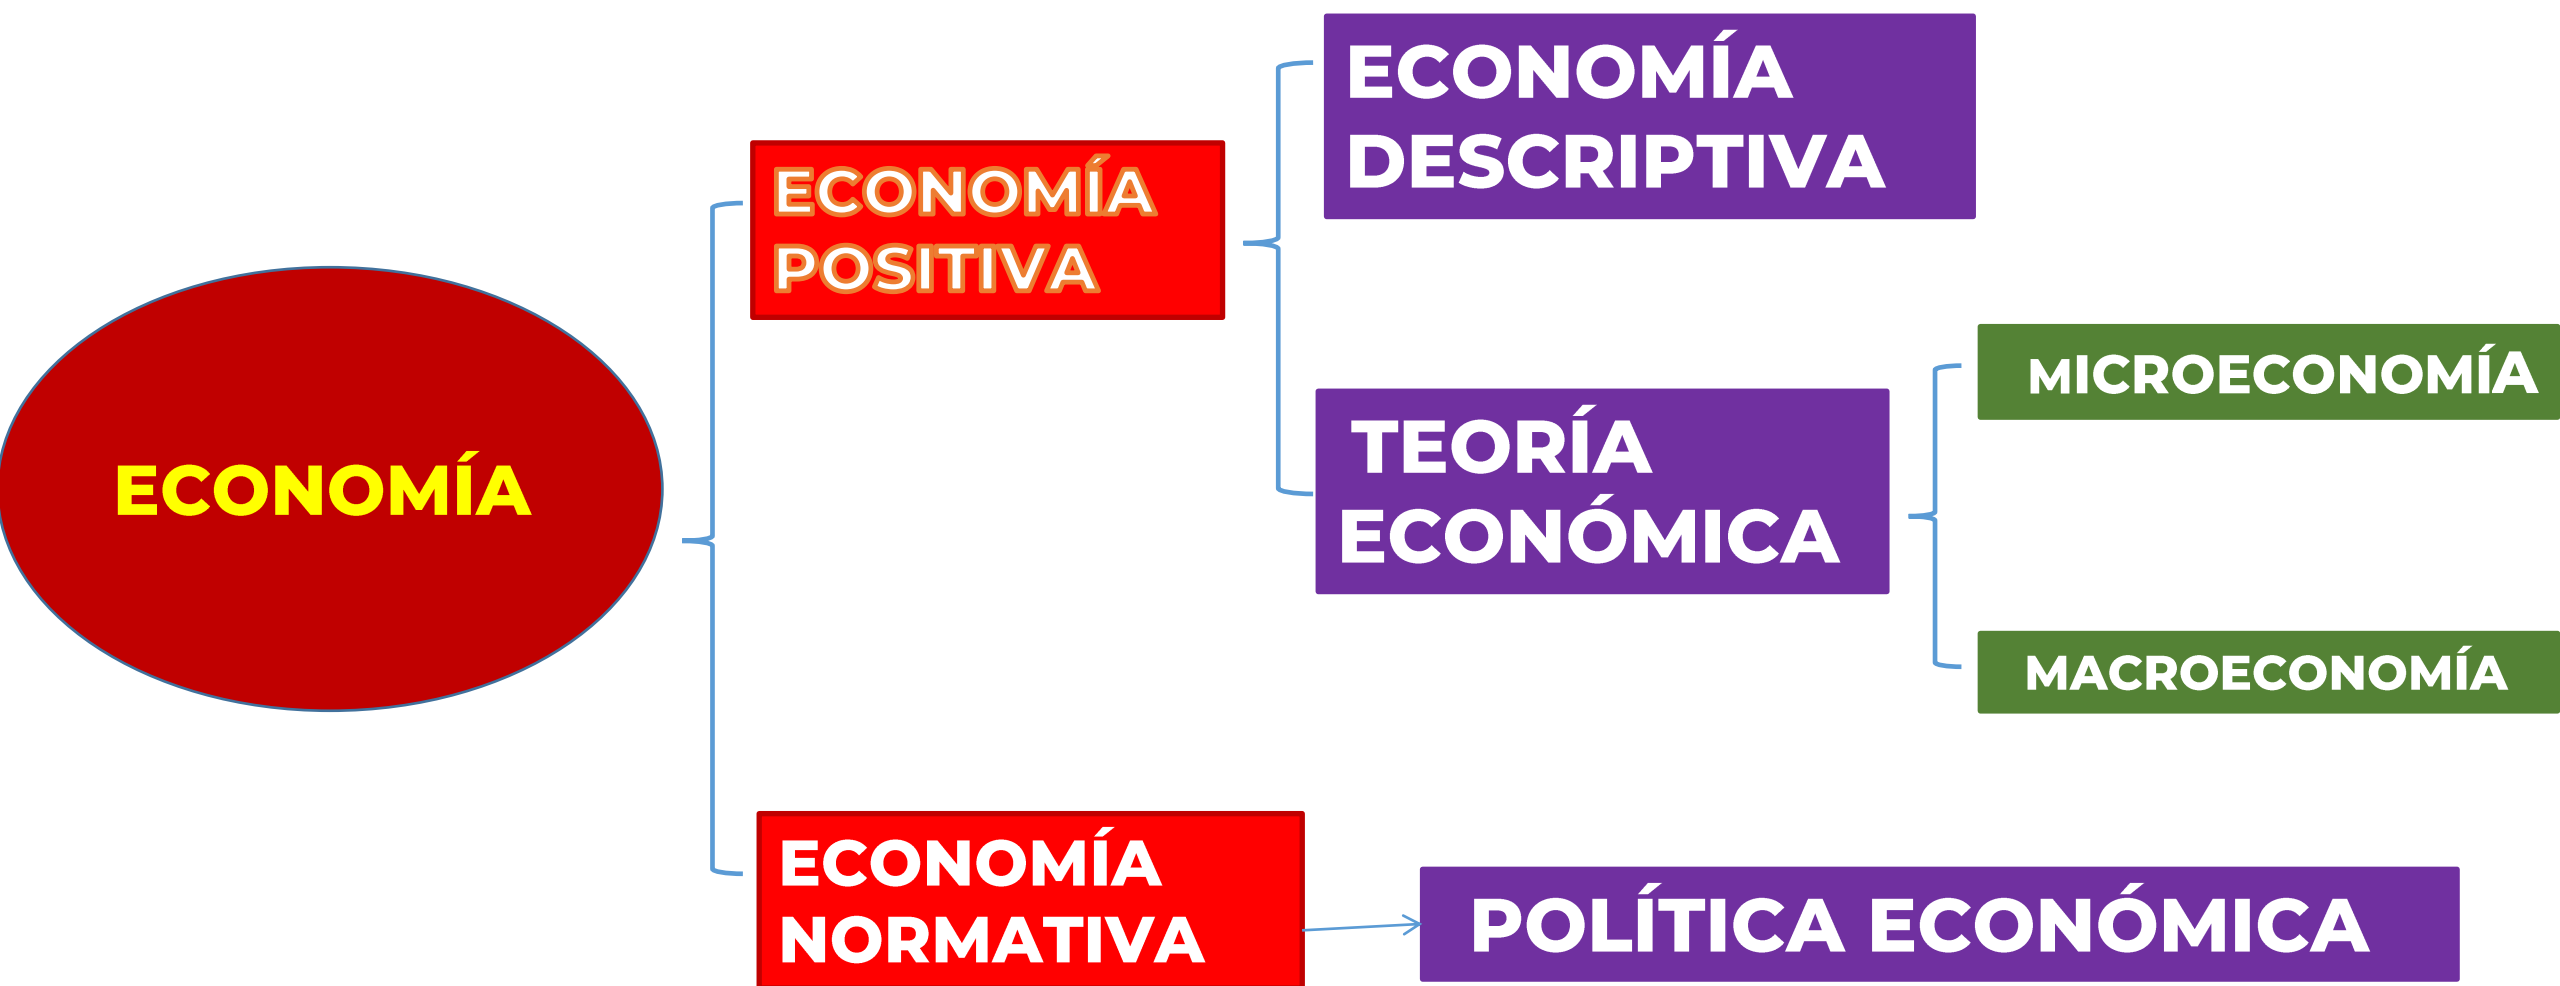 ECONOMÍA
ECONOMÍA
POSITIVA
ECONOMÍA
DESCRIPTIVA
TEORÍA
ECONÓMICA
MICROECONOMÍA
MACROECONOMÍA
ECONOMÍA
NORMATIVA
POLÍTICA ECONÓMICA